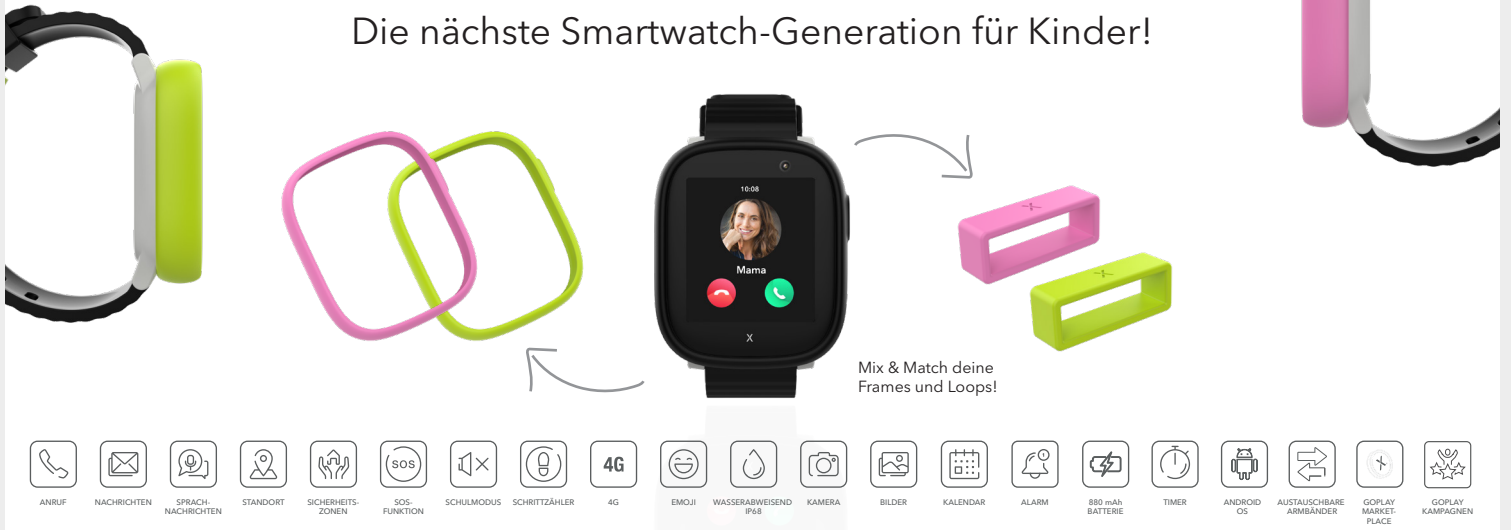 Die nächste Smartwatch-Generation für Kinder!
10:08
Mama
X
Mix & Match deine
Frames und Loops!
SOS
4G
ANRUF
NACHRICHTEN
SPRACH-
NACHRICHTEN
STANDORT
SICHERHEITS-
ZONEN
SOS-
FUNKTION
SCHULMODUS
SCHRITTZÄHLER
4G
EMOJI
WASSERABWEISEND
IP68
KAMERA
BILDER
KALENDAR
ALARM
880 mAh
BATTERIE
TIMER
ANDROID
OS
AUSTAUSCHBARE
ARMBÄNDER
GOPLAY
MARKET-
PLACE
GOPLAY
KAMPAGNEN